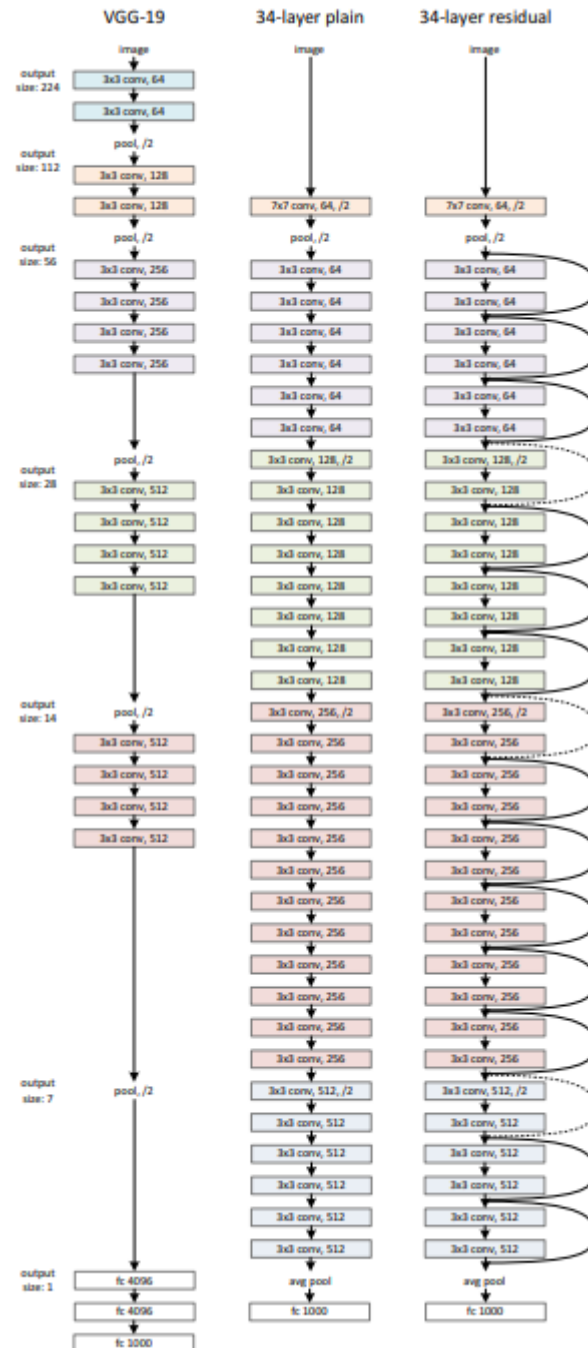 output
size: 224
output
size: 112
output
size: 56
output
size: 28
output
size: 14
output
size: 7
output
size: 1
VGG-19
image
3x3 conv, 64
3x3 conv, 64
pool, /2
3x3 conv, 128
3x3 conv, 128
pool, /2
3x3 conv, 256
3x3 conv, 256
3x3 conv, 256
3x3 conv, 256
pool, /2
3x3 conv, 512
3x3 conv, 512
3x3 conv, 512
3x3 conv, 512
pool, /2
3x3 conv, 512
3x3 conv, 512
3x3 conv, 512
3x3 conv, 512
pool, /2
fc 4096
fc 4096
fc 1000
34-layer plain
image
7x7 conv, 64, /2
pool, /2
3x3 conv, 64
3x3 conv, 64
3x3 conv, 64
3x3 conv, 64
3x3 conv, 64
3x3 conv, 64
3x3 conv, 128, /2
3x3 conv, 128
3x3 conv, 128
3x3 conv, 128
3x3 conv, 128
3x3 conv, 128
3x3 conv, 128
3x3 conv, 128
3x3 conv, 256, /2
3x3 conv, 256
3x3 conv, 256
3x3 conv, 256
3x3 conv, 256
3x3 conv, 256
3x3 conv, 256
3x3 conv, 256
3x3 conv, 256
3x3 conv, 256
3x3 conv, 256
3x3 conv, 256
3x3 conv, 512, /2
3x3 conv, 512
3x3 conv, 512
3x3 conv, 512
3x3 conv, 512
3x3 conv, 512
avg pool
fc 1000
34-layer residual
image
7x7 conv, 64, /2
pool, /2
3x3 conv, 64
3x3 conv, 64
3x3 conv, 64
3x3 conv, 64
3x3 conv, 64
3x3 conv, 64
3x3 conv, 128, /2
3x3 conv, 128
3x3 conv, 128
3x3 conv, 128
3x3 conv, 128
3x3 conv, 128
3x3 conv, 128
3x3 conv, 128
3x3 conv, 256, /2
3x3 conv, 256
3x3 conv, 256
3x3 conv, 256
3x3 conv, 256
3x3 conv, 256
3x3 conv, 256
3x3 conv, 256
3x3 conv, 256
3x3 conv, 256
3x3 conv, 256
3x3 conv, 256
3x3 conv, 512, /2
3x3 conv, 512
3x3 conv, 512
3x3 conv, 512
3x3 conv, 512
3x3 conv, 512
avg pool
fc 1000